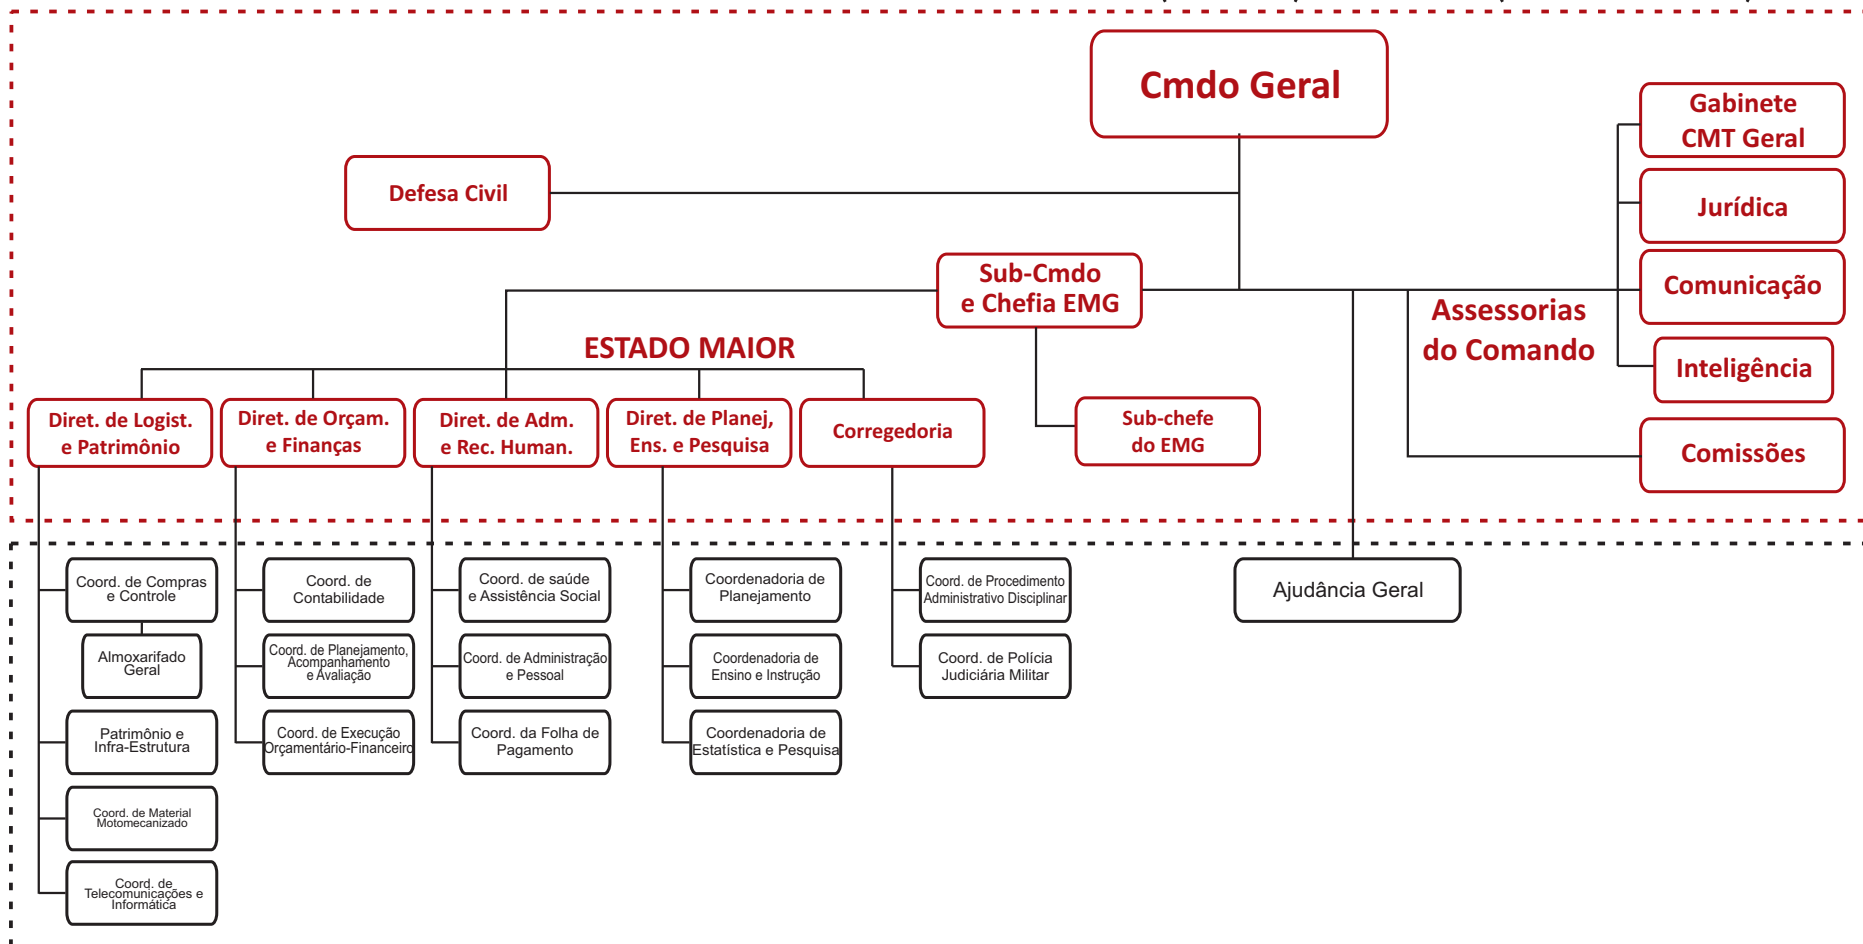 Cmdo Geral
Gabinete
CMT Geral
Defesa Civil
Jurídica
Sub-Cmdo
e Chefia EMG
Comunicação
Assessorias
do Comando
ESTADO MAIOR
Inteligência
Diret. de Logist.
e Patrimônio
Diret. de Orçam.
e Finanças
Diret. de Adm.
e Rec. Human.
Diret. de Planej,
Ens. e Pesquisa
Corregedoria
Sub-chefe
do EMG
Comissões
Coord. de Compras
e Controle
Coord. de
Contabilidade
Coord. de saúde
e Assistência Social
Coordenadoria de
Planejamento
Coord. de Procedimento
Administrativo Disciplinar
Ajudância Geral
Almoxarifado
Geral
Coord. de Planejamento,
Acompanhamento
e Avaliação
Coord. de Administração
e Pessoal
Coordenadoria de
Ensino e Instrução
Coord. de Polícia
Judiciária Militar
Patrimônio e
Infra-Estrutura
Coord. de Execução
Orçamentário-Financeiro
Coord. da Folha de
Pagamento
Coordenadoria de
Estatística e Pesquisa
Coord. de Material
Motomecanizado
Coord. de
Telecomunicações e
Informática